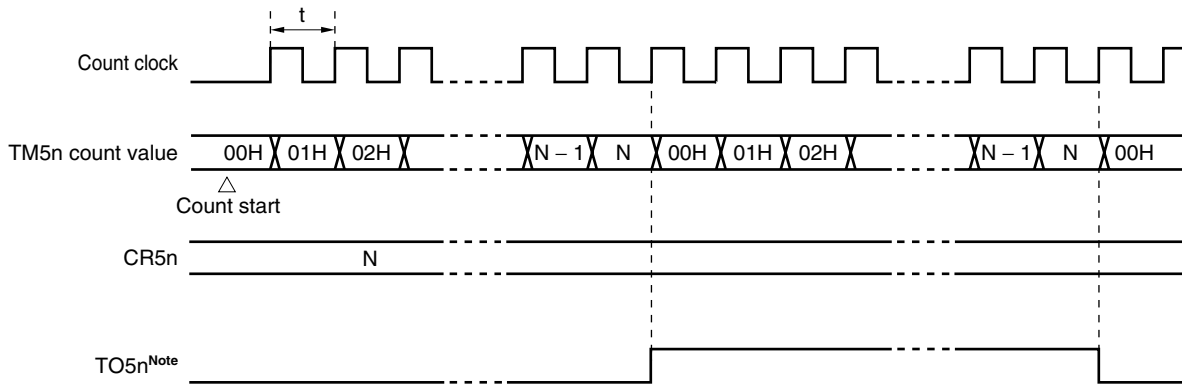 t
Count clock
TM5n count value 00H 01H 02H N − 1 N 00H 01H 02H N − 1 N 00H
Count start
CR5n N
TO5nNote